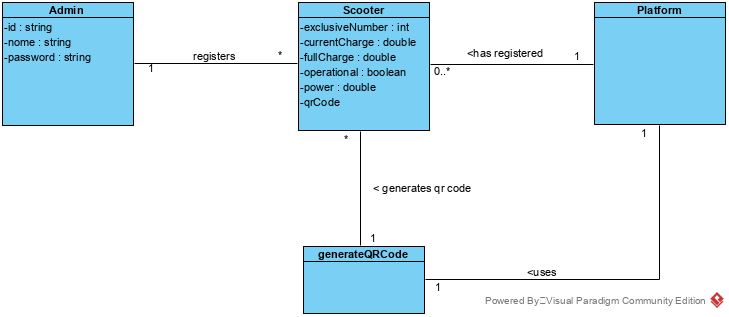 Admin
-id : string
-nome : string
-password : string
registers
1
*
Scooter
-exclusiveNumber : int
-currentCharge : double
-fullCharge : double
-operational : boolean
-power : double
-qrCode
<has registered
0..*
1
Platform
*
< generates qr code
1
generateQRCode
1
<uses
1
Powered By Visual Paradigm Community Edition